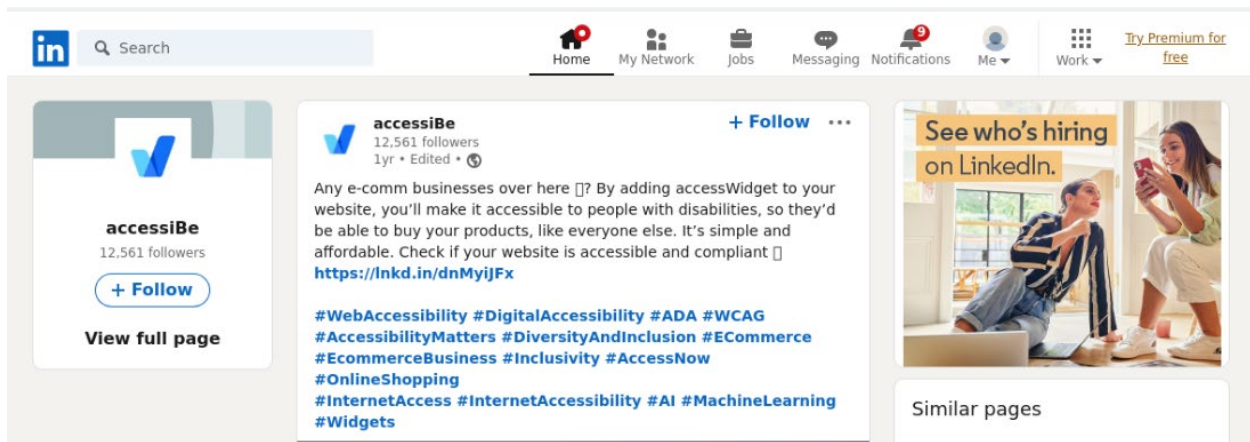 in
Search
Home
My Network
Jobs
Messaging
9
Notifications
Me
Work
Try Premium for
free
accessiBe
12,561 followers
+ Follow
View full page
accessiBe
12,561 followers
1yr • Edited •
+ Follow
Any e-comm businesses over here ▯? By adding accessWidget to your
website, you’ll make it accessible to people with disabilities, so they’d
be able to buy your products, like everyone else. It’s simple and
affordable. Check if your website is accessible and compliant ▯
https://lnkd.in/dnMyiJFx
#WebAccessibility #DigitalAccessibility #ADA #WCAG
#AccessibilityMatters #DiversityAndInclusion #ECommerce
#EcommerceBusiness #Inclusivity #AccessNow
#OnlineShopping
#InternetAccess #InternetAccessibility #AI #MachineLearning
#Widgets
See who’s hiring
on LinkedIn.
Similar pages